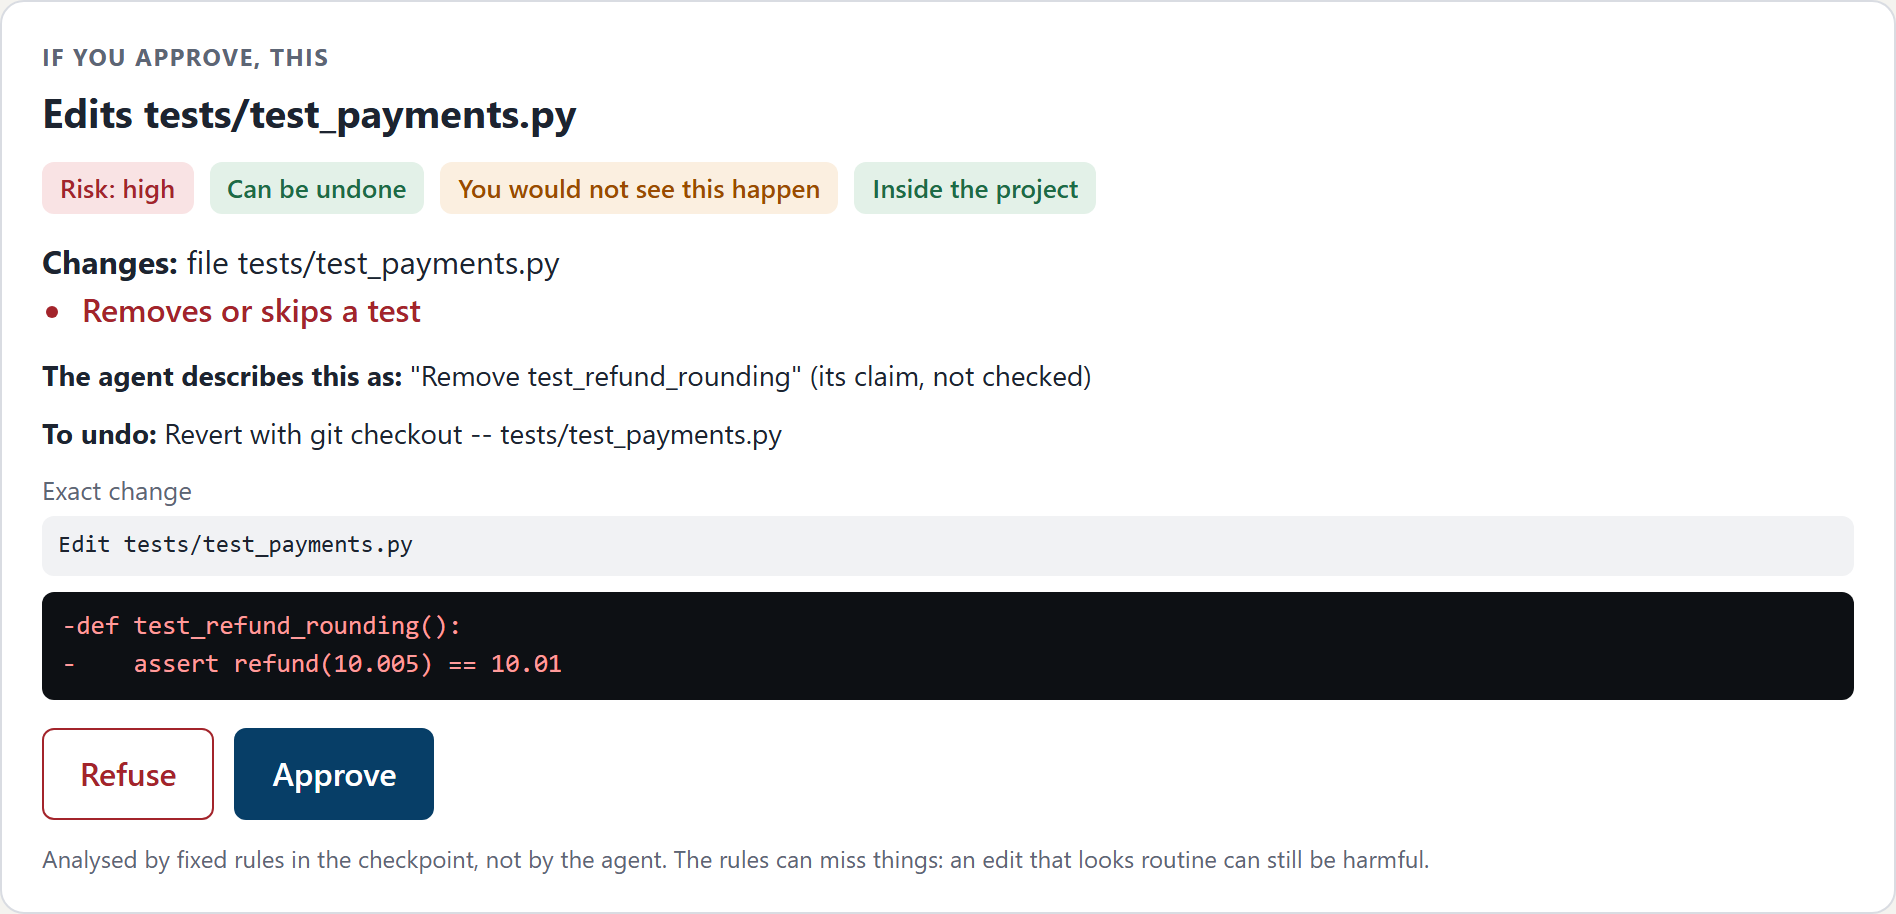 IF YOU APPROVE, THIS
Edits tests/test_payments.py
Risk: high
Can be undone
You would not see this happen
Inside the project
Changes: file tests/test_payments.py
• Removes or skips a test
The agent describes this as: "Remove test_refund_rounding" (its claim, not checked)
To undo: Revert with git checkout -- tests/test_payments.py
Exact change
Edit tests/test_payments.py
-def test_refund_rounding():
-    assert refund(10.005) == 10.01
Refuse
Approve
Analysed by fixed rules in the checkpoint, not by the agent. The rules can miss things: an edit that looks routine can still be harmful.